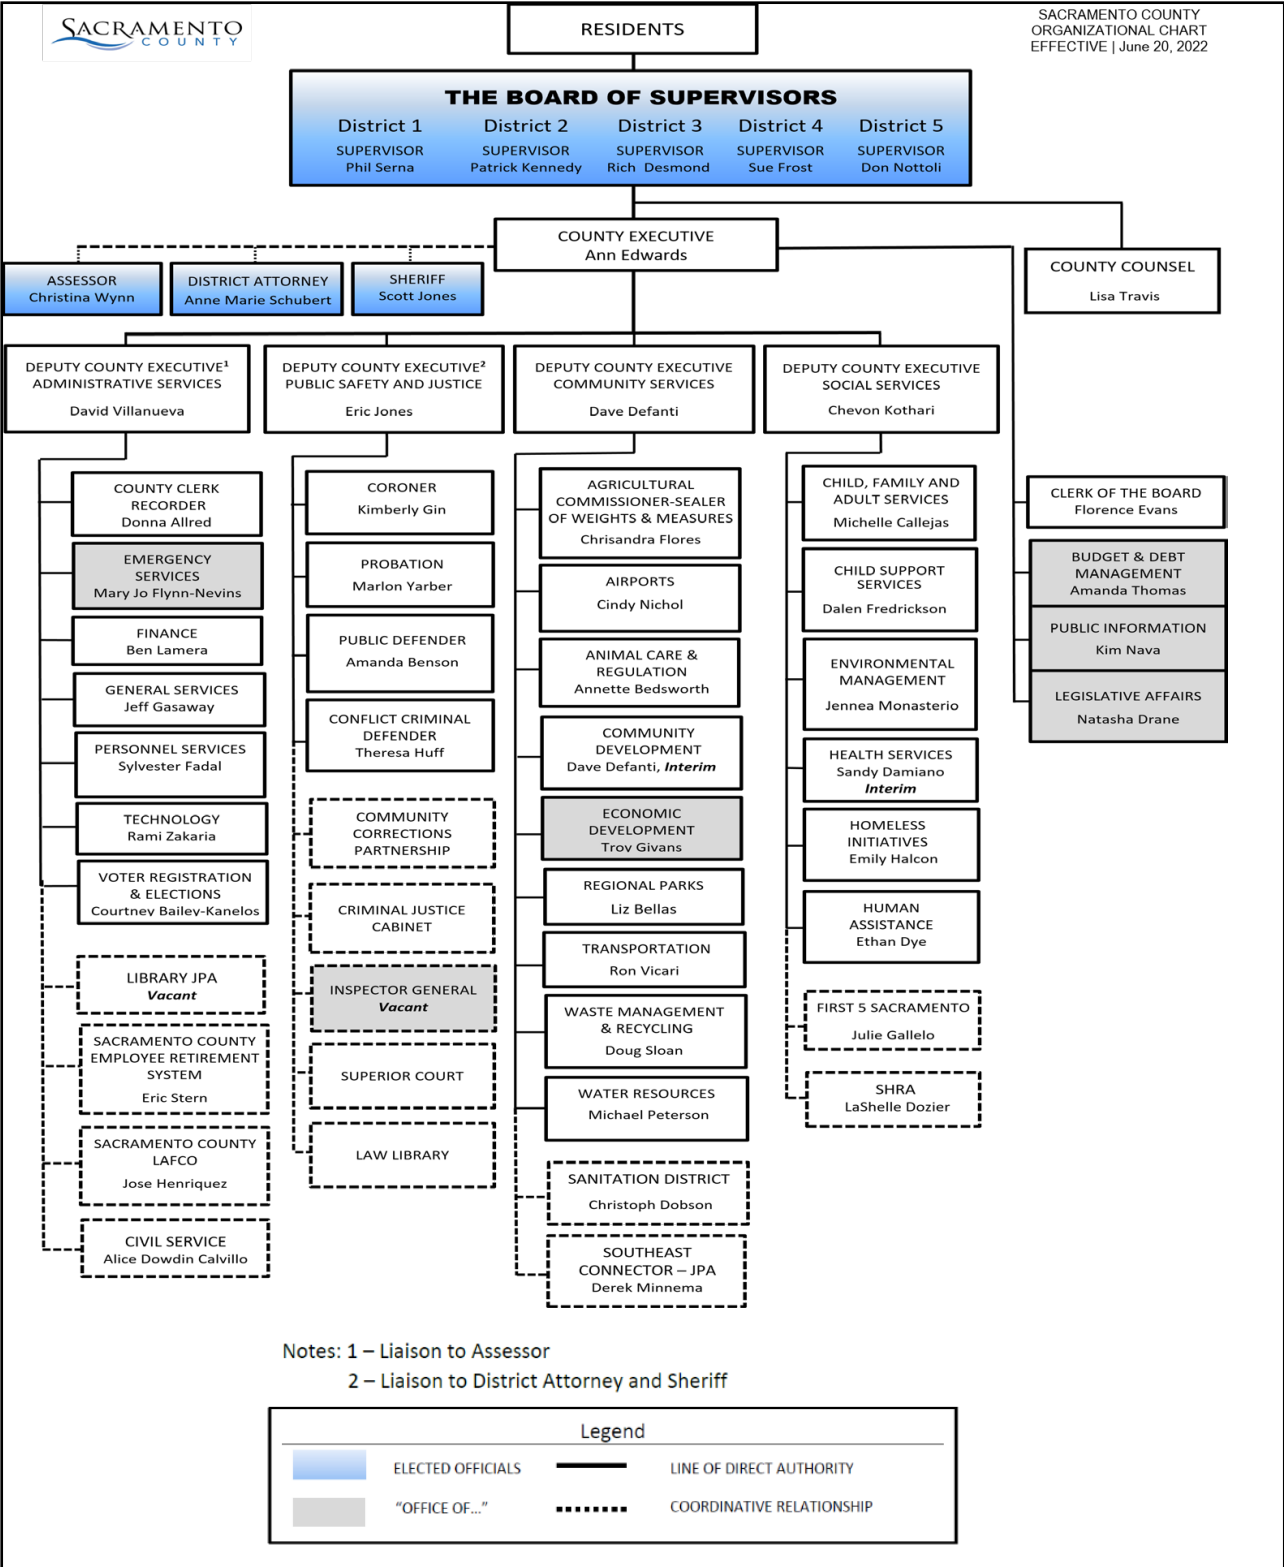 SACRAMENTO
COUNTY
RESIDENTS
SACRAMENTO COUNTY
ORGANIZATIONAL CHART
EFFECTIVE | June 20, 2022
THE BOARD OF SUPERVISORS
District 1
SUPERVISOR
Phil Serna
District 2
SUPERVISOR
Patrick Kennedy
District 3
SUPERVISOR
Rich Desmond
District 4
SUPERVISOR
Sue Frost
District 5
SUPERVISOR
Don Nottoli
COUNTY EXECUTIVE
Ann Edwards
COUNTY COUNSEL
Lisa Travis
ASSESSOR
Christina Wynn
DISTRICT ATTORNEY
Anne Marie Schubert
SHERIFF
Scott Jones
DEPUTY COUNTY EXECUTIVE¹
ADMINISTRATIVE SERVICES
David Villanueva
DEPUTY COUNTY EXECUTIVE²
PUBLIC SAFETY AND JUSTICE
Eric Jones
DEPUTY COUNTY EXECUTIVE
COMMUNITY SERVICES
Dave Defanti
DEPUTY COUNTY EXECUTIVE
SOCIAL SERVICES
Chevon Kothari
COUNTY CLERK
RECORDER
Donna Allred
EMERGENCY
SERVICES
Mary Jo Flynn-Nevins
FINANCE
Ben Lamera
GENERAL SERVICES
Jeff Gasaway
PERSONNEL SERVICES
Sylvester Fadal
TECHNOLOGY
Rami Zakaria
VOTER REGISTRATION
& ELECTIONS
Courtney Bailey-Kanelos
LIBRARY JPA
Vacant
SACRAMENTO COUNTY
EMPLOYEE RETIREMENT
SYSTEM
Eric Stern
SACRAMENTO COUNTY
LAFCO
Jose Henriquez
CIVIL SERVICE
Alice Dowdin Calvillo
CORONER
Kimberly Gin
PROBATION
Marlon Yarber
PUBLIC DEFENDER
Amanda Benson
CONFLICT CRIMINAL
DEFENDER
Theresa Huff
COMMUNITY
CORRECTIONS
PARTNERSHIP
CRIMINAL JUSTICE
CABINET
INSPECTOR GENERAL
Vacant
SUPERIOR COURT
LAW LIBRARY
AGRICULTURAL
COMMISSIONER-SEALER
OF WEIGHTS & MEASURES
Chrisandra Flores
AIRPORTS
Cindy Nichol
ANIMAL CARE &
REGULATION
Annette Bedsworth
COMMUNITY
DEVELOPMENT
Dave Defanti, Interim
ECONOMIC
DEVELOPMENT
Troy Givans
REGIONAL PARKS
Liz Bellas
TRANSPORTATION
Ron Vicari
WASTE MANAGEMENT
& RECYCLING
Doug Sloan
WATER RESOURCES
Michael Peterson
SANITATION DISTRICT
Christoph Dobson
SOUTHEAST
CONNECTOR – JPA
Derek Minnema
CHILD, FAMILY AND
ADULT SERVICES
Michelle Callejas
CHILD SUPPORT
SERVICES
Dalen Fredrickson
ENVIRONMENTAL
MANAGEMENT
Jennea Monasterio
HEALTH SERVICES
Sandy Damiano
Interim
HOMELESS
INITIATIVES
Emily Halcon
HUMAN
ASSISTANCE
Ethan Dye
FIRST 5 SACRAMENTO
Julie Gallelo
SHRA
LaShelle Dozier
CLERK OF THE BOARD
Florence Evans
BUDGET & DEBT
MANAGEMENT
Amanda Thomas
PUBLIC INFORMATION
Kim Nava
LEGISLATIVE AFFAIRS
Natasha Drane
Notes: 1 – Liaison to Assessor
2 – Liaison to District Attorney and Sheriff
Legend
ELECTED OFFICIALS
LINE OF DIRECT AUTHORITY
"OFFICE OF..."
COORDINATIVE RELATIONSHIP